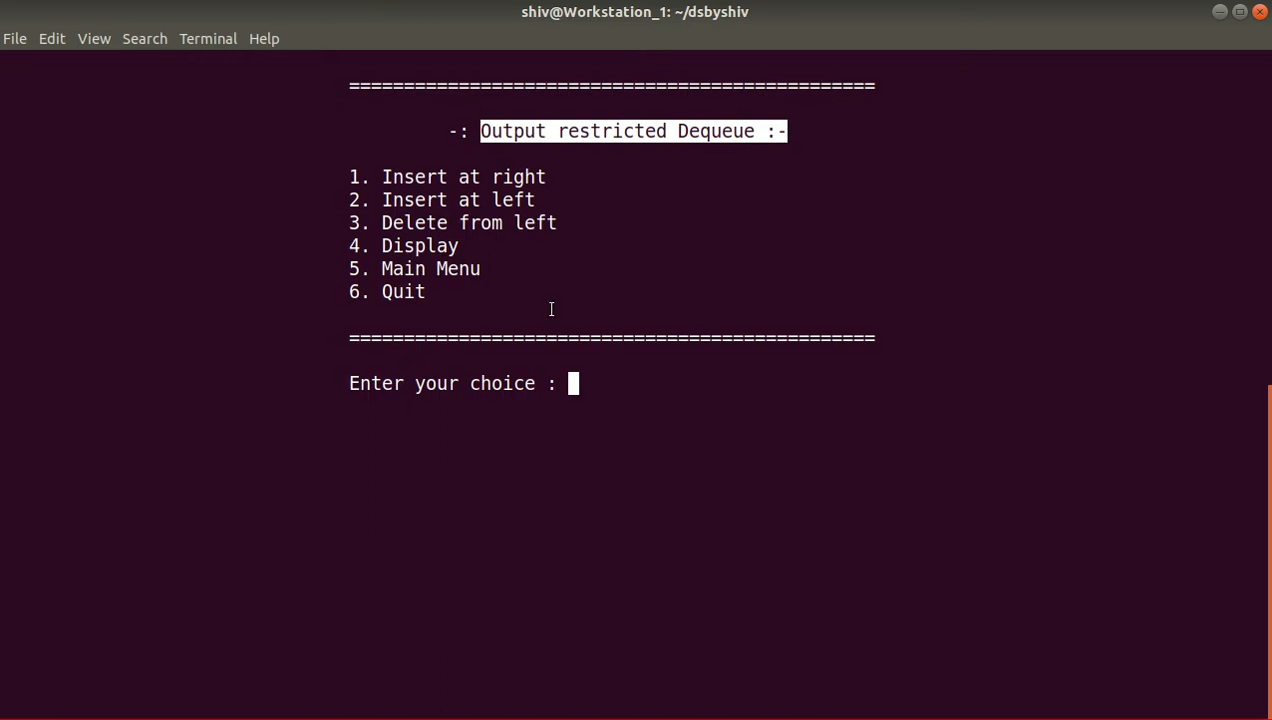 shiv@Workstation_1: ~/dsbyshiv
File Edit View Search Terminal Help
================================================
-: Output restricted Dequeue :-
1. Insert at right
2. Insert at left
3. Delete from left
4. Display
5. Main Menu
6. Quit
================================================
Enter your choice :